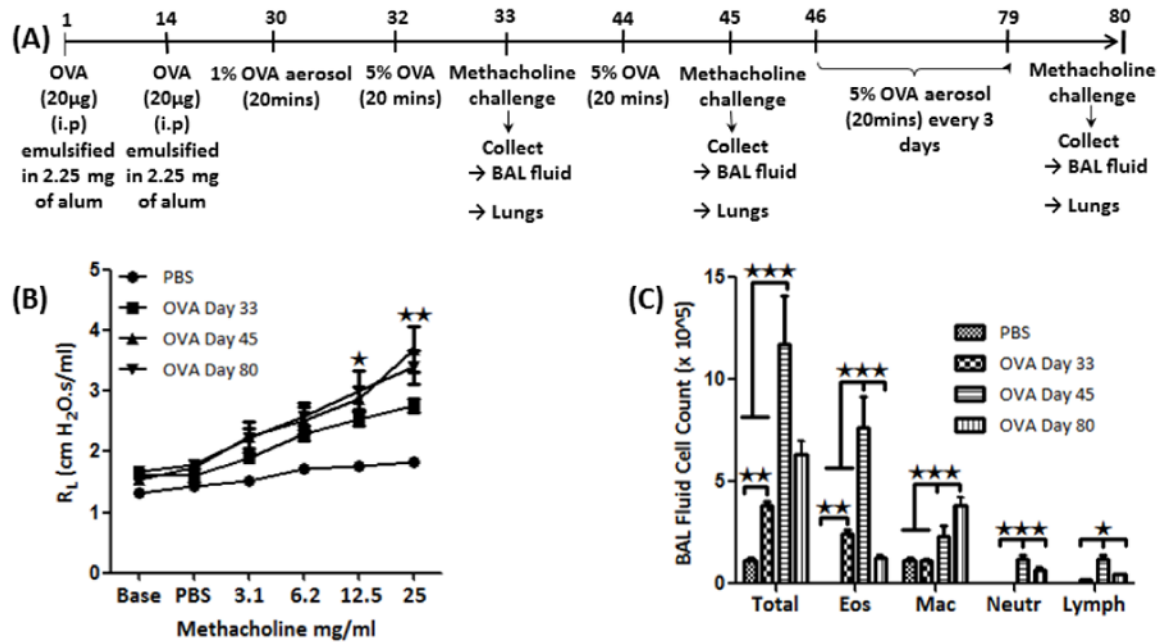 (A)
1 14 30 32 33 44 45 46 79 80
OVA
(20µg)
(i.p)
emulsified
in 2.25 mg
of alum
OVA
(20µg)
(i.p)
emulsified
in 2.25 mg
of alum
1% OVA aerosol
(20mins)
5% OVA
(20 mins)
Methacholine
challenge
Collect
→ BAL fluid
→ Lungs
5% OVA
(20 mins)
Methacholine
challenge
Collect
→ BAL fluid
→ Lungs
5% OVA aerosol
(20mins) every 3
days
Methacholine
challenge
Collect
→ BAL fluid
→ Lungs
(B)
PBS
OVA Day 33
OVA Day 45
OVA Day 80
★
★★
R_L (cm H₂O.s/ml)
5
4
3
2
1
0
Base PBS 3.1 6.2 12.5 25
Methacholine mg/ml
(C)
PBS
OVA Day 33
OVA Day 45
OVA Day 80
★★★
★★
★★★
★★
★★★
★★★
★
BAL Fluid Cell Count (x 10^5)
15
10
5
0
Total Eos Mac Neutr Lymph